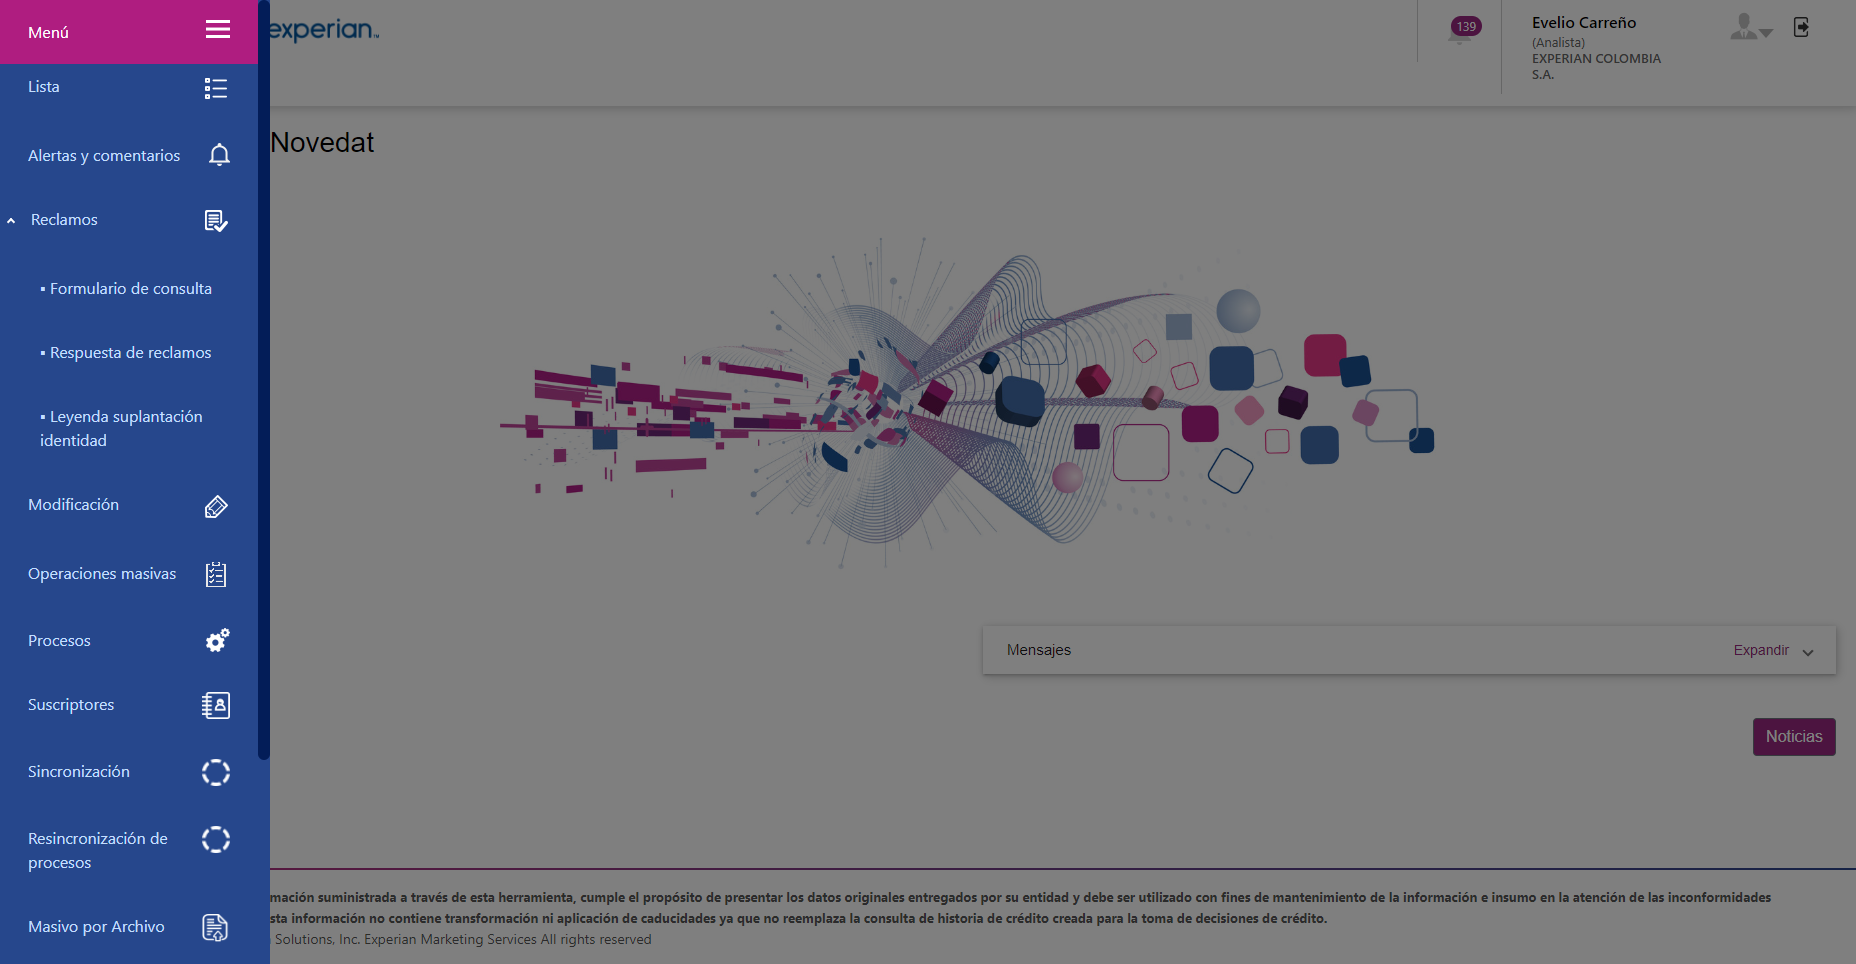 Menú
experian™
139
Evelio Carreño
(Analista)
EXPERIAN COLOMBIA
S.A.
Lista
Novedat
Alertas y comentarios
Reclamos
▪ Formulario de consulta
▪ Respuesta de reclamos
▪ Leyenda suplantación
identidad
Modificación
Operaciones masivas
Procesos
Suscriptores
Sincronización
Resincronización de
procesos
Masivo por Archivo
Mensajes
Expandir
Noticias
mación suministrada a través de esta herramienta, cumple el propósito de presentar los datos originales entregados por su entidad y debe ser utilizado con fines de mantenimiento de la información e insumo en la atención de las inconformidades
sta información no contiene transformación ni aplicación de caducidades ya que no reemplaza la consulta de historia de crédito creada para la toma de decisiones de crédito.
Solutions, Inc. Experian Marketing Services All rights reserved